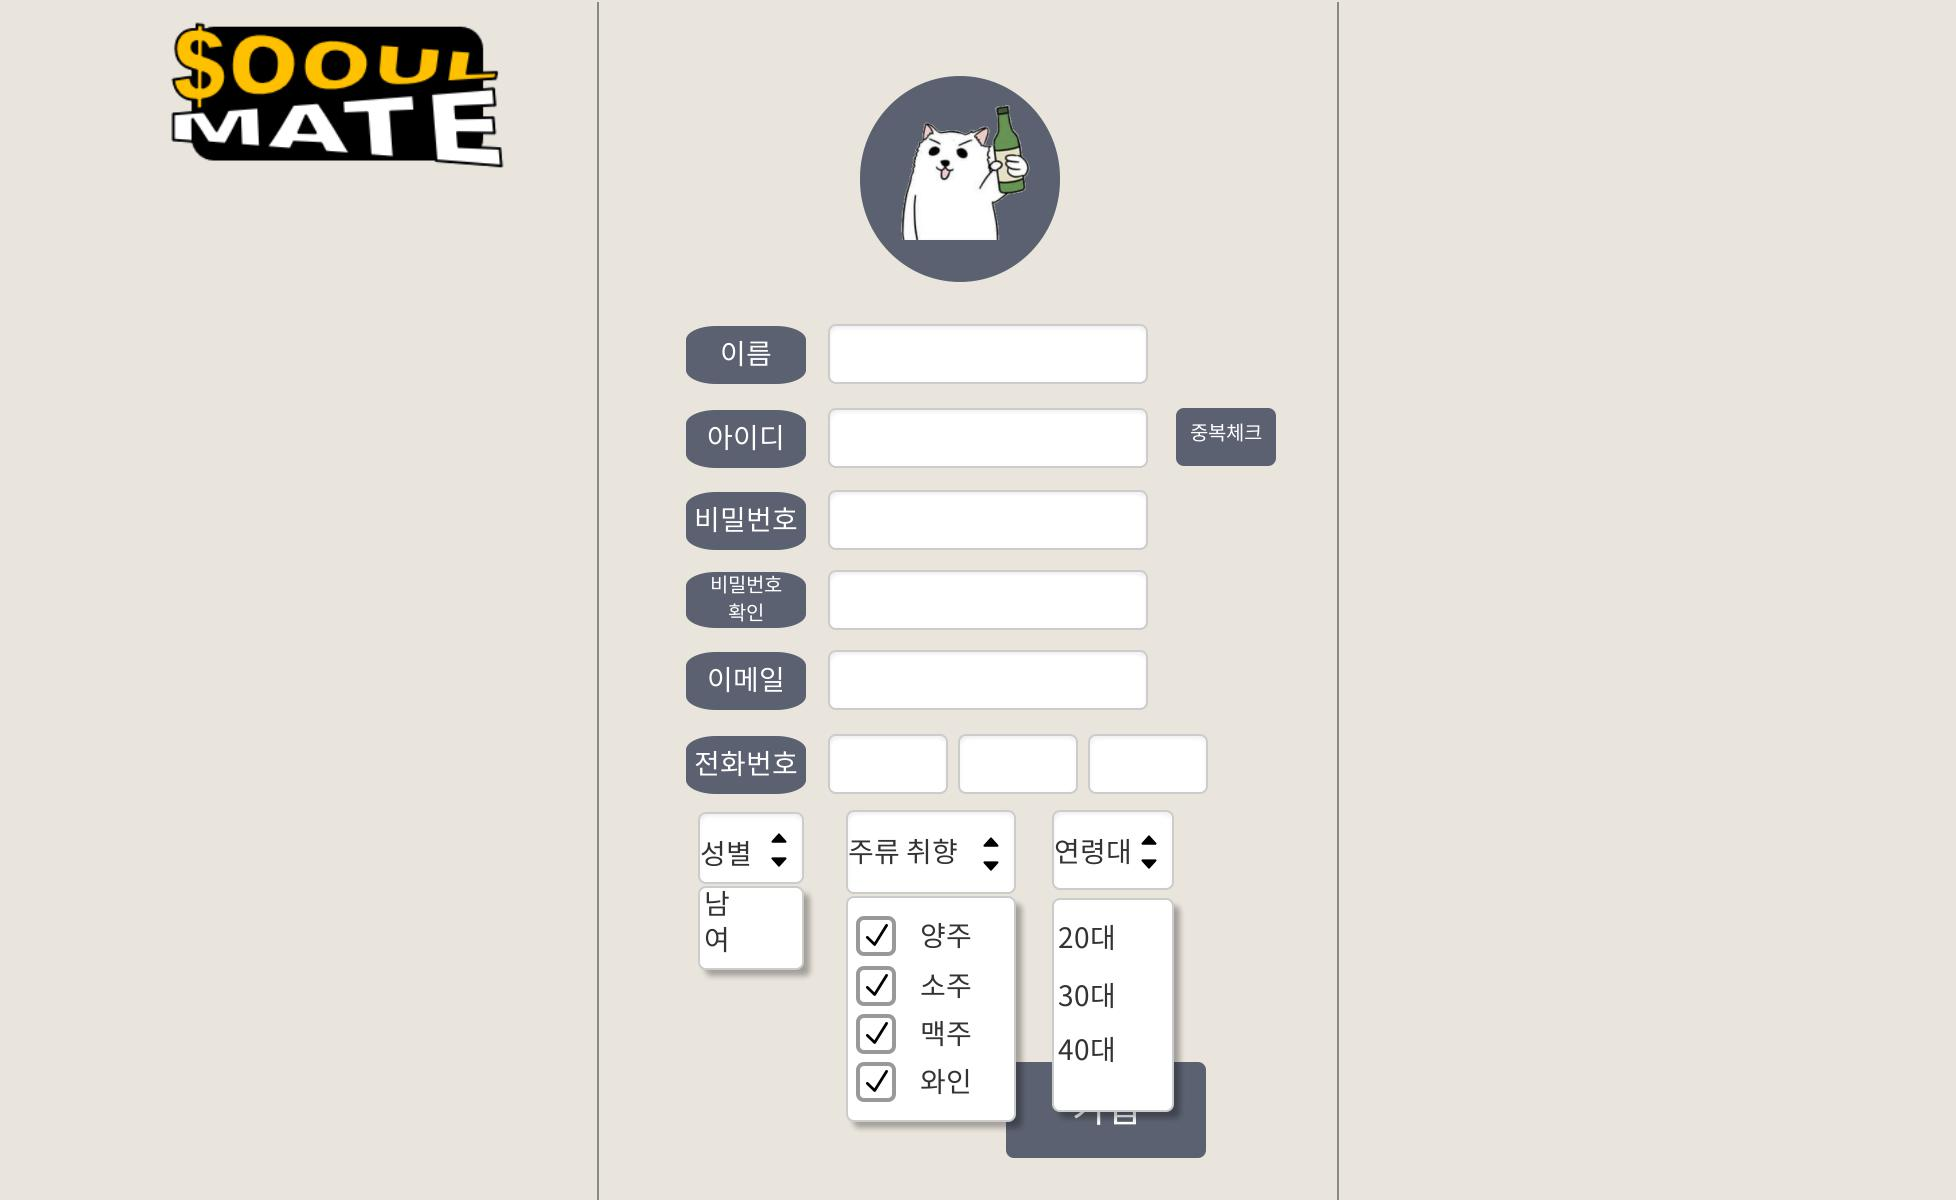 $OOUL
MATE
이름
아이디
중복체크
비밀번호
비밀번호
확인
이메일
전화번호
성별
주류 취향
연령대
남
여
양주
소주
맥주
와인
20대
30대
40대